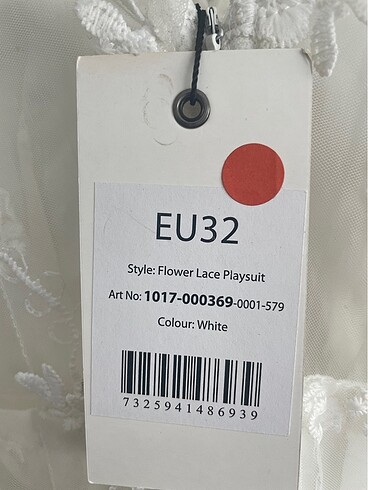 EU32
Style: Flower Lace Playsuit
Art No: 1017-000369-0001-579
Colour: White
7325941486939